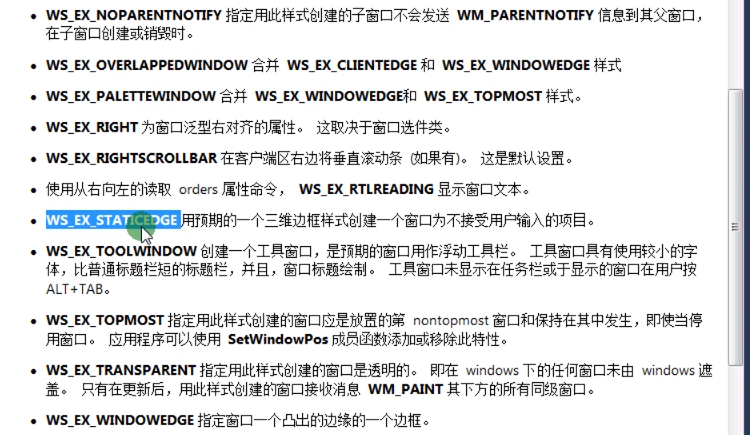 WS_EX_NOPARENTNOTIFY 指定用此样式创建的子窗口不会发送 WM_PARENTNOTIFY 信息到其父窗口，
在子窗口创建或销毁时。
WS_EX_OVERLAPPEDWINDOW 合并 WS_EX_CLIENTEDGE 和 WS_EX_WINDOWEDGE 样式
WS_EX_PALETTEWINDOW 合并 WS_EX_WINDOWEDGE和 WS_EX_TOPMOST 样式。
WS_EX_RIGHT 为窗口泛型右对齐的属性。 这取决于窗口选件类。
WS_EX_RIGHTSCROLLBAR 在客户端区右边将垂直滚动条 (如果有)。 这是默认设置。
使用从右向左的读取 orders 属性命令， WS_EX_RTLREADING 显示窗口文本。
WS_EX_STATICEDGE 用预期的一个三维边框样式创建一个窗口为不接受用户输入的项目。
WS_EX_TOOLWINDOW 创建一个工具窗口，是预期的窗口用作浮动工具栏。 工具窗口具有使用较小的字
体，比普通标题栏短的标题栏，并且，窗口标题绘制。 工具窗口未显示在任务栏或于显示的窗口在用户按
ALT+TAB。
WS_EX_TOPMOST 指定用此样式创建的窗口应是放置的第 nontopmost 窗口和保持在其中发生，即使当停
用窗口。 应用程序可以使用 SetWindowPos 成员函数添加或移除此特性。
WS_EX_TRANSPARENT 指定用此样式创建的窗口是透明的。 即在 windows 下的任何窗口未由 windows 遮
盖。 只有在更新后，用此样式创建的窗口接收消息 WM_PAINT 其下方的所有同级窗口。
WS_EX_WINDOWEDGE 指定窗口一个凸出的边缘的一个边框。